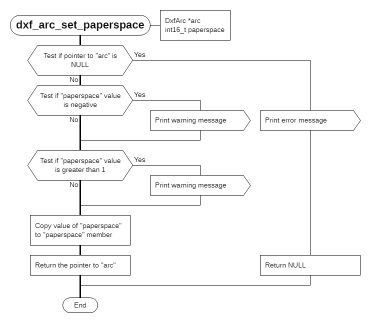 dxf_arc_set_paperspace
DxfArc *arc
int16_t paperspace
Test if pointer to "arc" is
NULL
Yes
No
Test if "paperspace" value
is negative
Yes
No
Print warning message
Print error message
Test if "paperspace" value
is greater than 1
Yes
No
Print warning message
Copy value of "paperspace"
to "paperspace" member
Return the pointer to "arc"
Return NULL
End